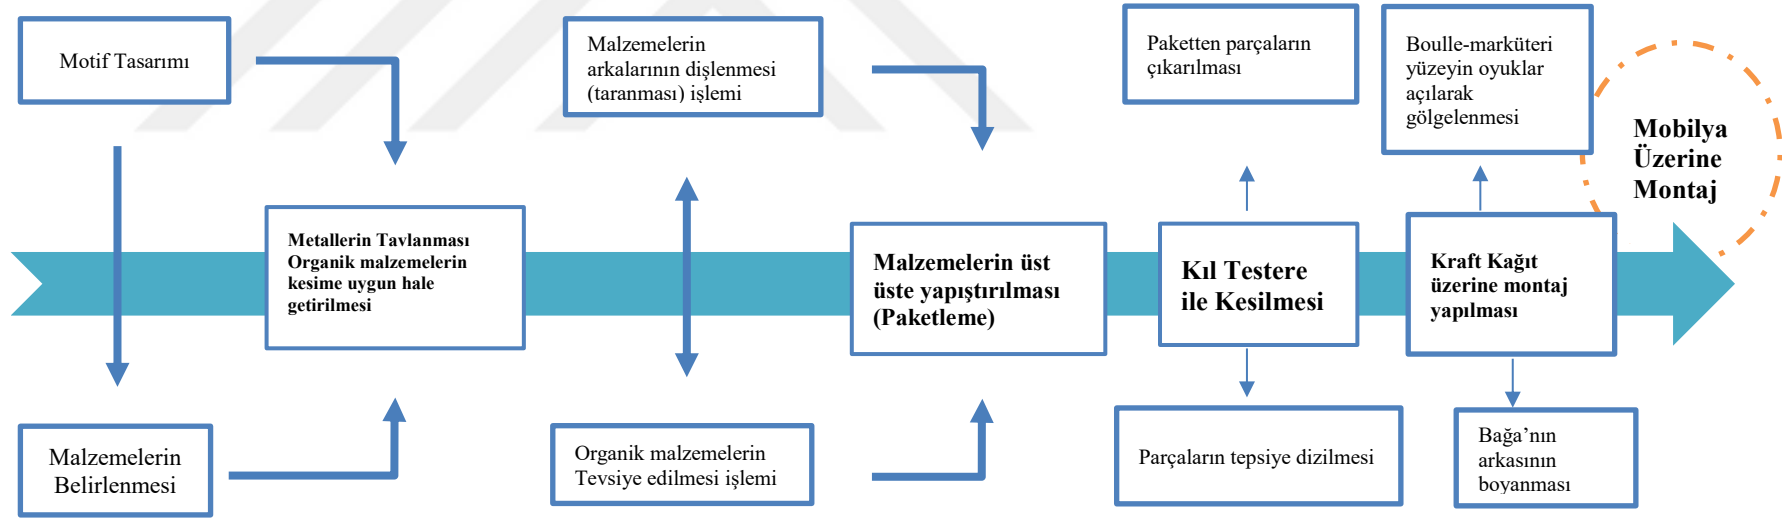 Motif Tasarımı
Malzemelerin
Belirlenmesi
Metallerin Tavlanması
Organik malzemelerin
kesime uygun hale
getirilmesi
Malzemelerin
arkalarının dişlenmesi
(taranması) işlemi
Organik malzemelerin
Tevsiye edilmesi işlemi
Malzemelerin üst
üste yapıştırılması
(Paketleme)
Paketten parçaların
çıkarılması
Kıl Testere
ile Kesilmesi
Parçaların tepsiye dizilmesi
Boulle-marküteri
yüzeyin oyuklar
açılarak
gölgelenmesi
Kraft Kağıt
üzerine montaj
yapılması
Bağa’nın
arkasının
boyanması
Mobilya
Üzerine
Montaj